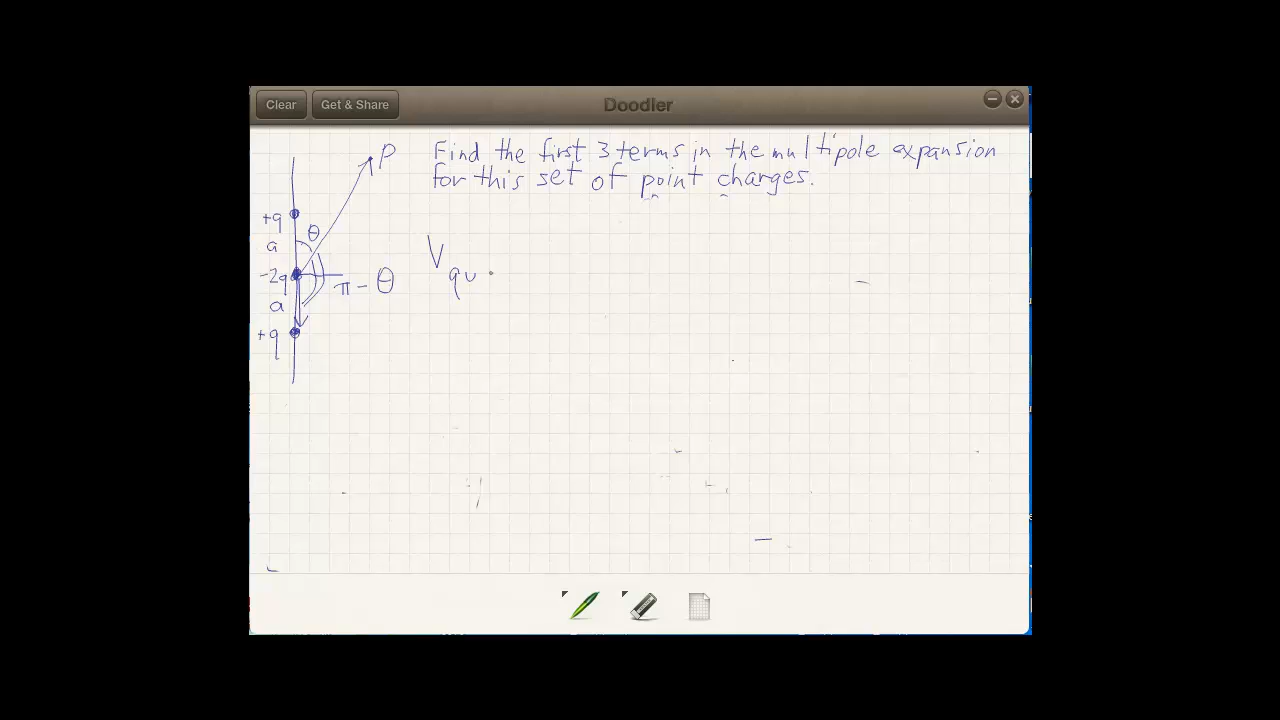 Clear
Get & Share
Doodler
Find the first 3 terms in the multipole expansion
for this set of point charges.
P
+q
θ
a
-2q
π - θ
a
+q
V qu